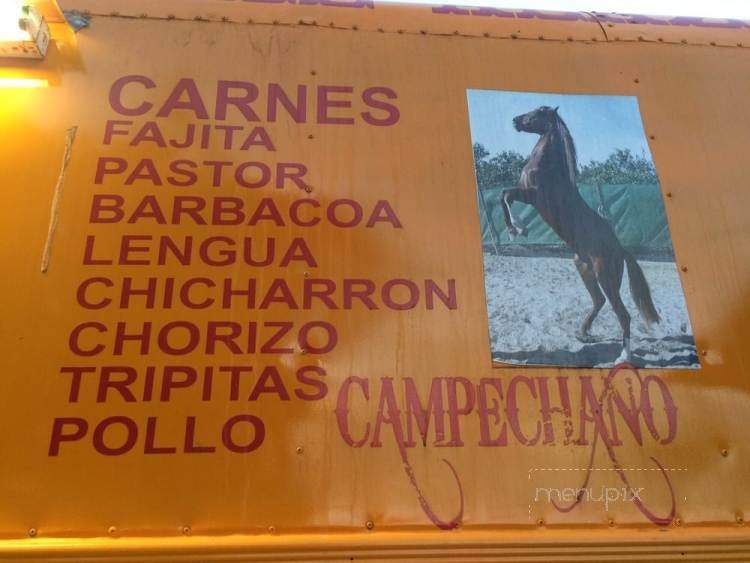 CARNES
FAJITA
PASTOR
BARBACOA
LENGUA
CHICHARRON
CHORIZO
TRIPITAS
POLLO
CAMPECHANO
menupix